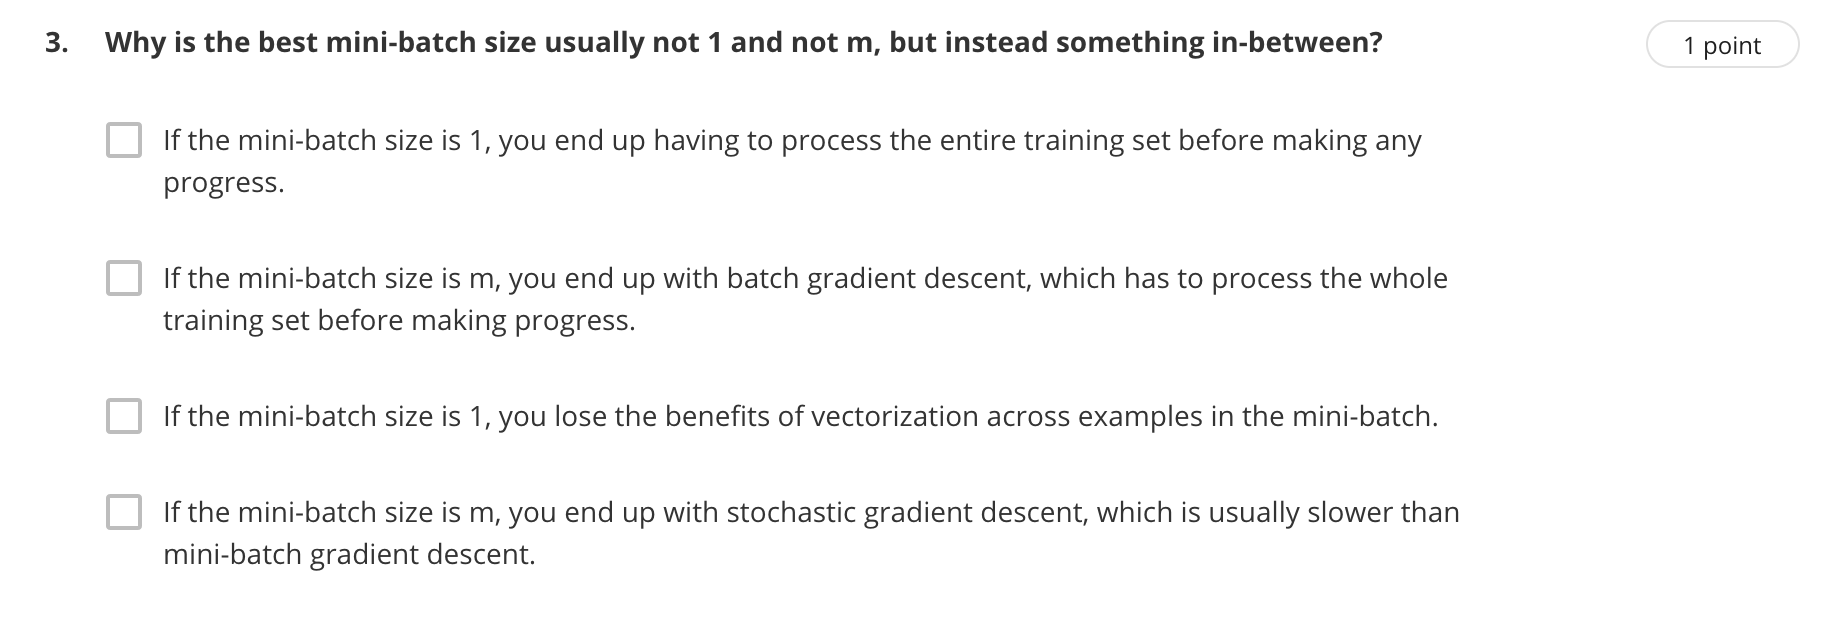 3. Why is the best mini-batch size usually not 1 and not m, but instead something in-between?
1 point
If the mini-batch size is 1, you end up having to process the entire training set before making any
progress.
If the mini-batch size is m, you end up with batch gradient descent, which has to process the whole
training set before making progress.
If the mini-batch size is 1, you lose the benefits of vectorization across examples in the mini-batch.
If the mini-batch size is m, you end up with stochastic gradient descent, which is usually slower than
mini-batch gradient descent.